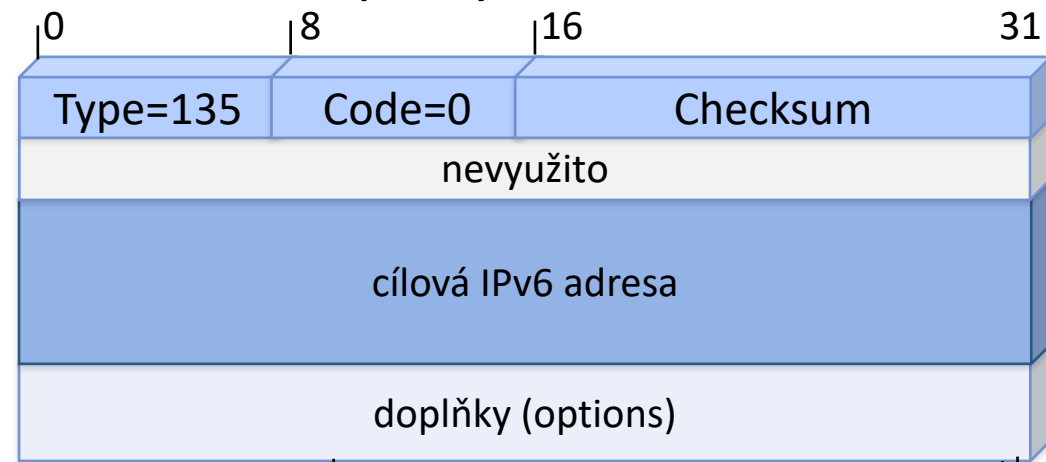 0 8 16 31
Type=135 Code=0 Checksum
nevyužito
cílová IPv6 adresa
doplňky (options)